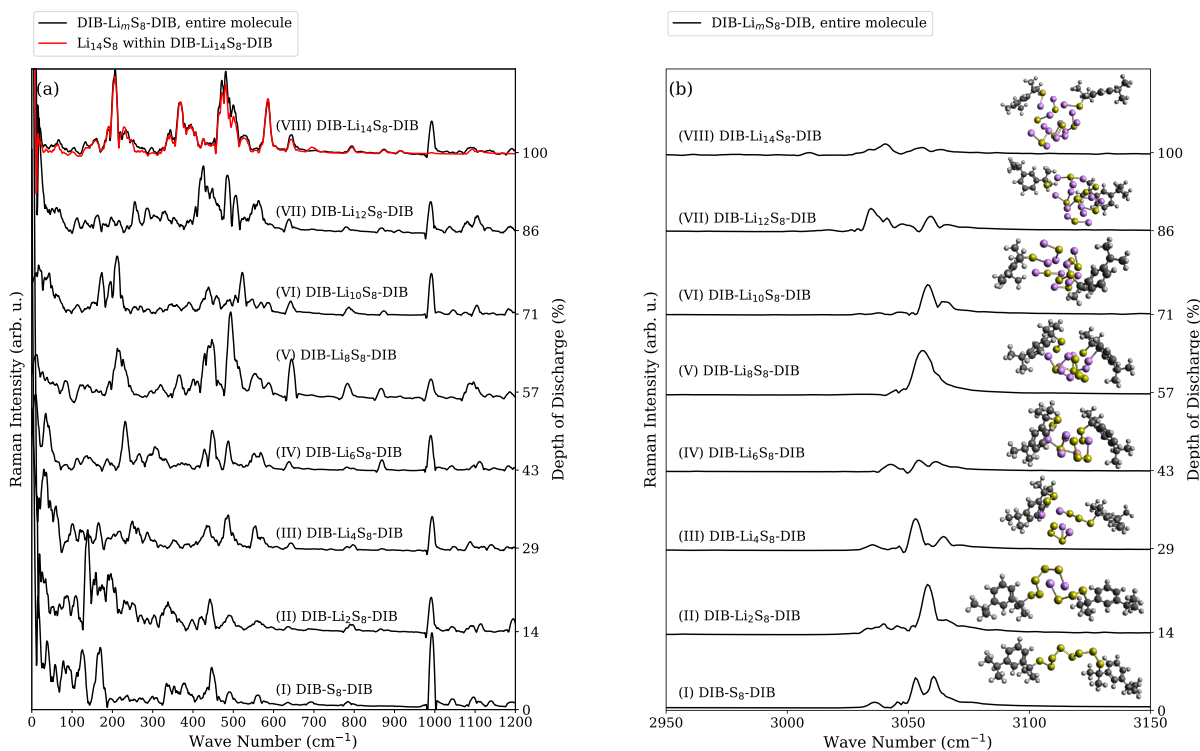 DIB-LiₘS₈-DIB, entire molecule
Li₁₄S₈ within DIB-Li₁₄S₈-DIB
(a)
(VIII) DIB-Li₁₄S₈-DIB
(VII) DIB-Li₁₂S₈-DIB
(VI) DIB-Li₁₀S₈-DIB
(V) DIB-Li₈S₈-DIB
(IV) DIB-Li₆S₈-DIB
(III) DIB-Li₄S₈-DIB
(II) DIB-Li₂S₈-DIB
(I) DIB-S₈-DIB
Raman Intensity (arb. u.)
100
86
71
57
43
29
14
0
Depth of Discharge (%)
0 100 200 300 400 500 600 700 800 900 1000 1100 1200
Wave Number (cm⁻¹)
DIB-LiₘS₈-DIB, entire molecule
(b)
(VIII) DIB-Li₁₄S₈-DIB
(VII) DIB-Li₁₂S₈-DIB
(VI) DIB-Li₁₀S₈-DIB
(V) DIB-Li₈S₈-DIB
(IV) DIB-Li₆S₈-DIB
(III) DIB-Li₄S₈-DIB
(II) DIB-Li₂S₈-DIB
(I) DIB-S₈-DIB
Raman Intensity (arb. u.)
100
86
71
57
43
29
14
0
Depth of Discharge (%)
2950 3000 3050 3100 3150
Wave Number (cm⁻¹)